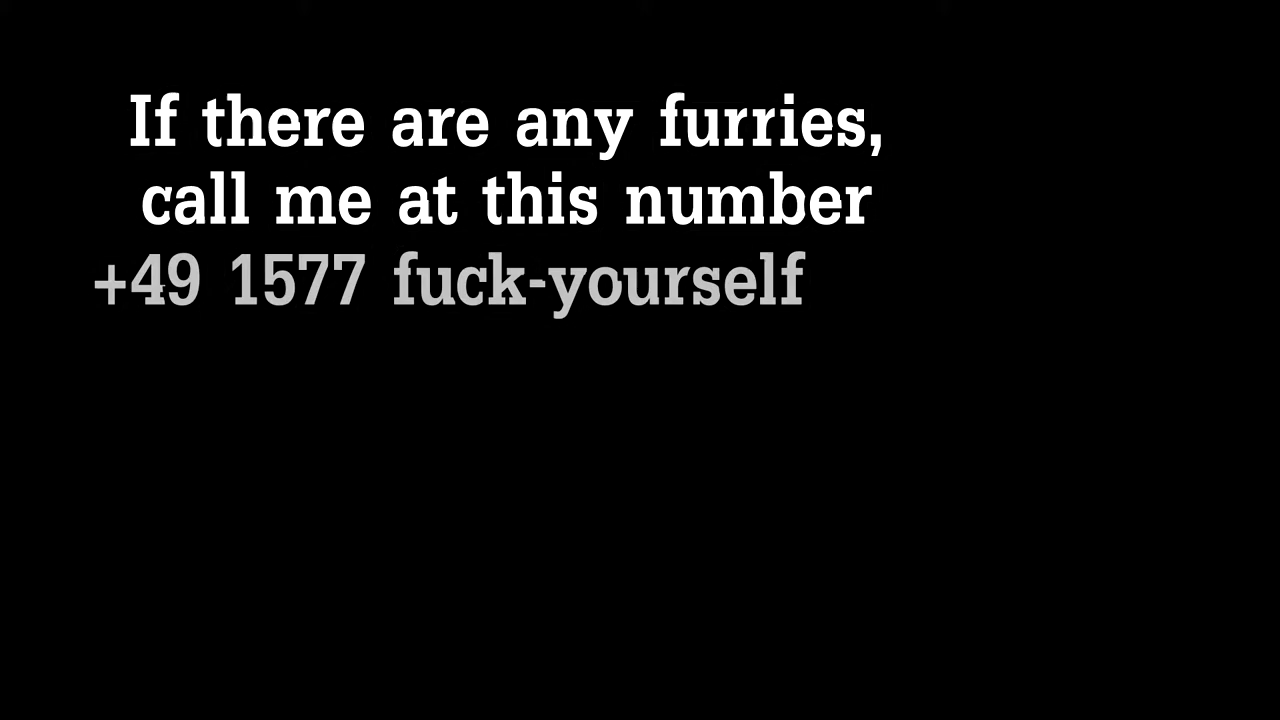 If there are any furries,
call me at this number
+49 1577 fuck-yourself